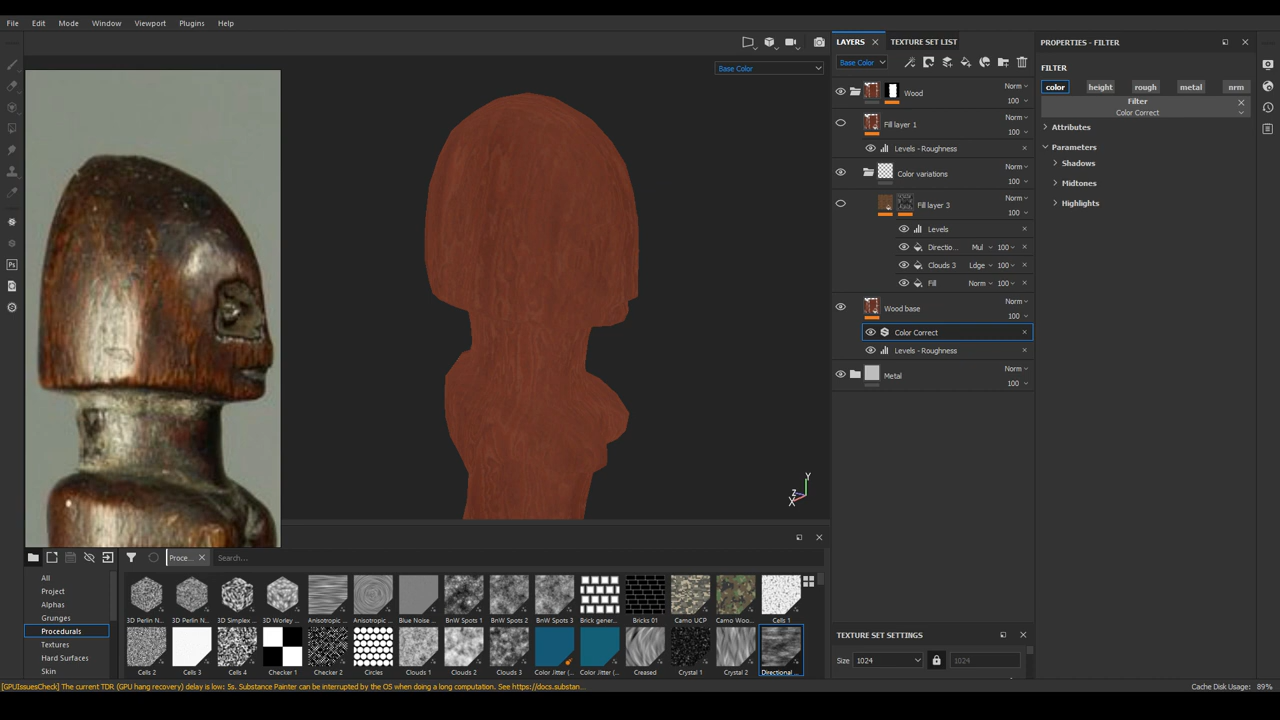 File Edit Mode Window Viewport Plugins Help
LAYERS TEXTURE SET LIST PROPERTIES - FILTER
Base Color
Base Color
FILTER
color height rough metal nrm
Filter
Color Correct
Attributes
Parameters
Shadows
Midtones
Highlights
Wood Norm
100
Fill layer 1 Norm
100
Levels - Roughness
Color variations Norm
100
Fill layer 3 Norm
100
Levels
Directio... Mul 100
Clouds 3 Ldge 100
Fill Norm 100
Wood base Norm
100
Color Correct
Levels - Roughness
Metal Norm
100
Y
Z
X
Ps
Proce... Search...
All
Project
Alphas
Grunges
Procedurals
Textures
Hard Surfaces
Skin
3D Perlin N... 3D Perlin N... 3D Simplex ... 3D Worley ... Anisotropic ... Anisotropic ... Blue Noise ... BnW Spots 1 BnW Spots 2 BnW Spots 3 Brick gener... Bricks 01 Camo UCP Camo Woo... Cells 1
Cells 2 Cells 3 Cells 4 Checker 1 Checker 2 Circles Clouds 1 Clouds 2 Clouds 3 Color Jitter (... Color Jitter (... Creased Crystal 1 Crystal 2 Directional ...
TEXTURE SET SETTINGS
Size 1024 1024
[GPUIssuesCheck] The current TDR (GPU hang recovery) delay is low: 5s. Substance Painter can be interrupted by the OS when doing a long computation. See https://docs.substan... Cache Disk Usage: 89%